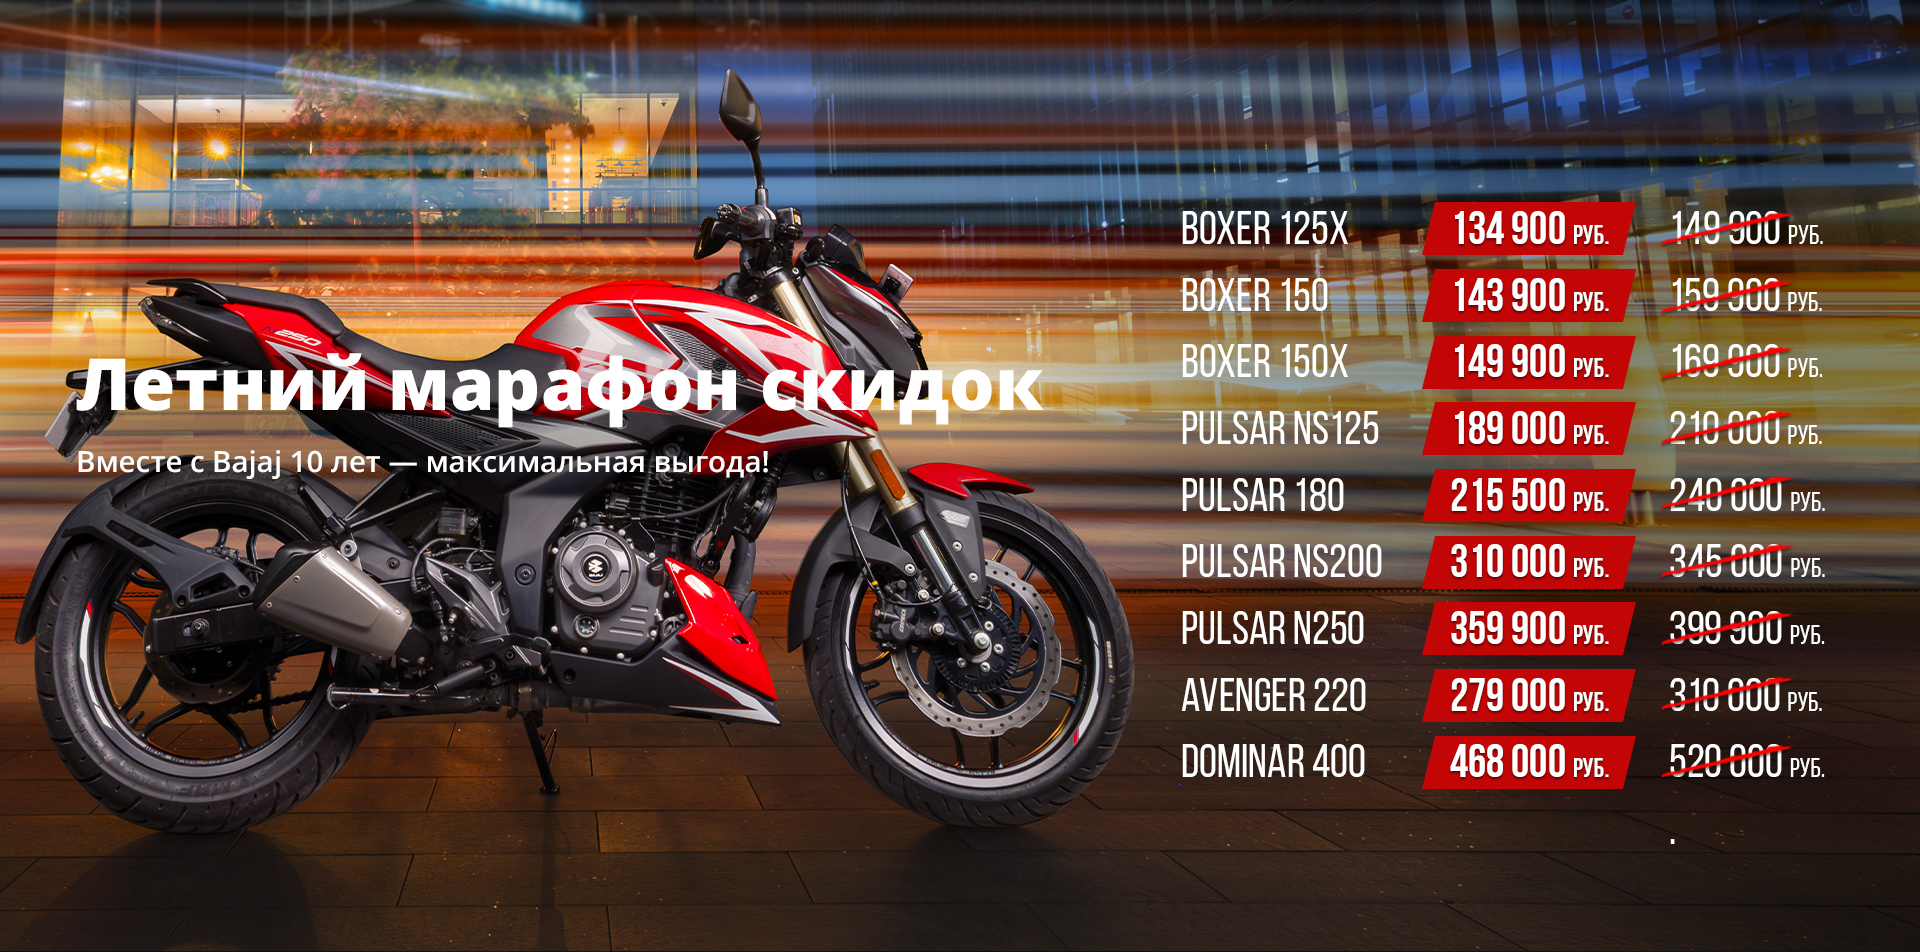 Летний марафон скидок
Вместе с Bajaj 10 лет — максимальная выгода!
N250
BAJAJ
BOXER 125X 134 900 РУБ. 149 900 РУБ.
BOXER 150 143 900 РУБ. 159 900 РУБ.
BOXER 150X 149 900 РУБ. 169 900 РУБ.
PULSAR NS125 189 000 РУБ. 210 000 РУБ.
PULSAR 180 215 500 РУБ. 240 000 РУБ.
PULSAR NS200 310 000 РУБ. 345 000 РУБ.
PULSAR N250 359 900 РУБ. 399 900 РУБ.
AVENGER 220 279 000 РУБ. 310 000 РУБ.
DOMINAR 400 468 000 РУБ. 520 000 РУБ.
.